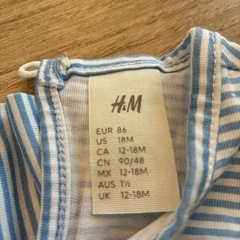 H&M
EUR 86
US 18M
CA 12-18M
CN 90/48
MX 12-18M
AUS 1½
UK 12-18M